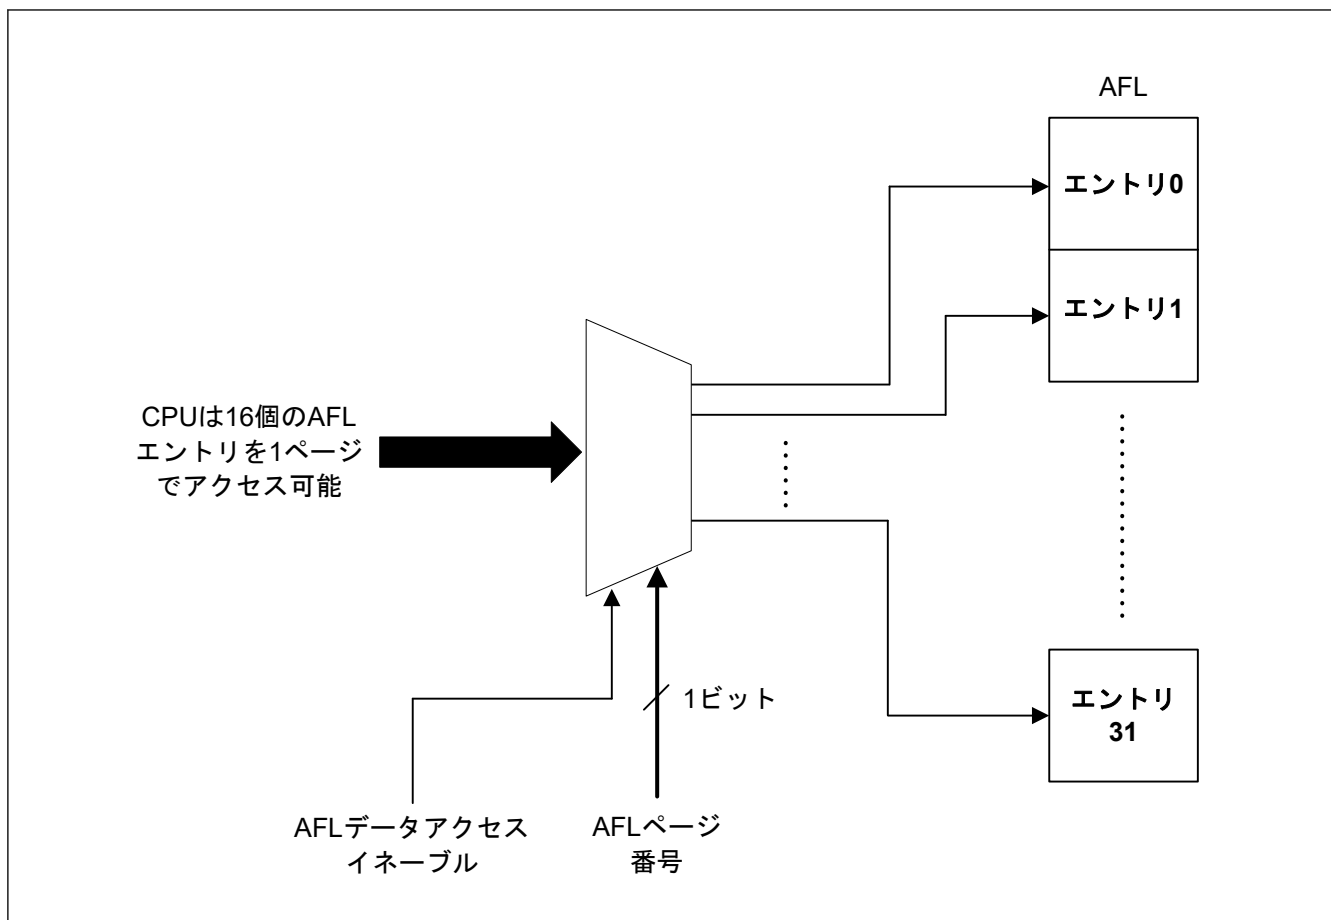 AFL
エントリ0
エントリ1
CPUは16個のAFL
エントリを1ページ
でアクセス可能
エントリ
31
1ビット
AFLデータアクセス
イネーブル
AFLページ
番号